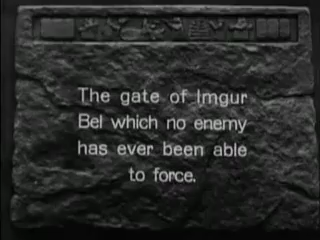 The gate of Imgur
Bel which no enemy
has ever been able
to force.